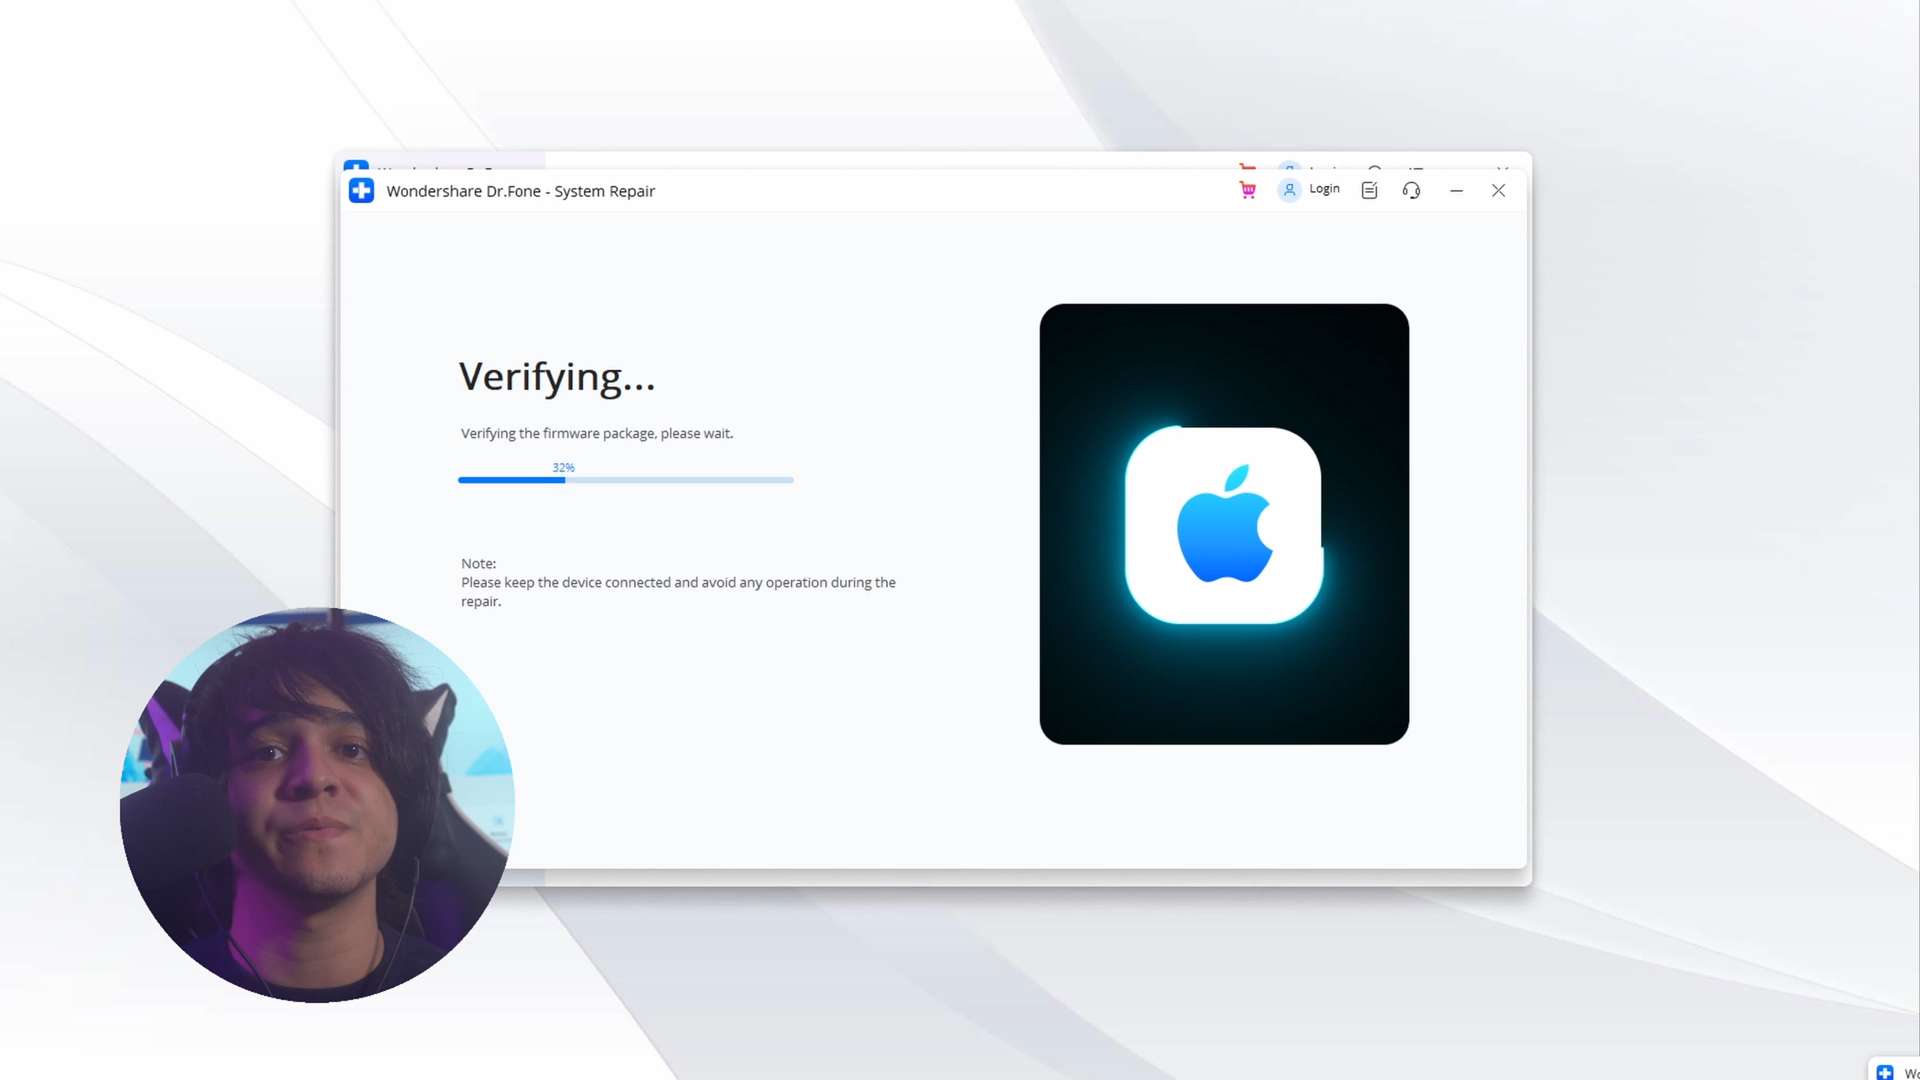 Wondershare Dr.Fone - System Repair
Login
Verifying...
Verifying the firmware package, please wait.
32%
Note:
Please keep the device connected and avoid any operation during the
repair.